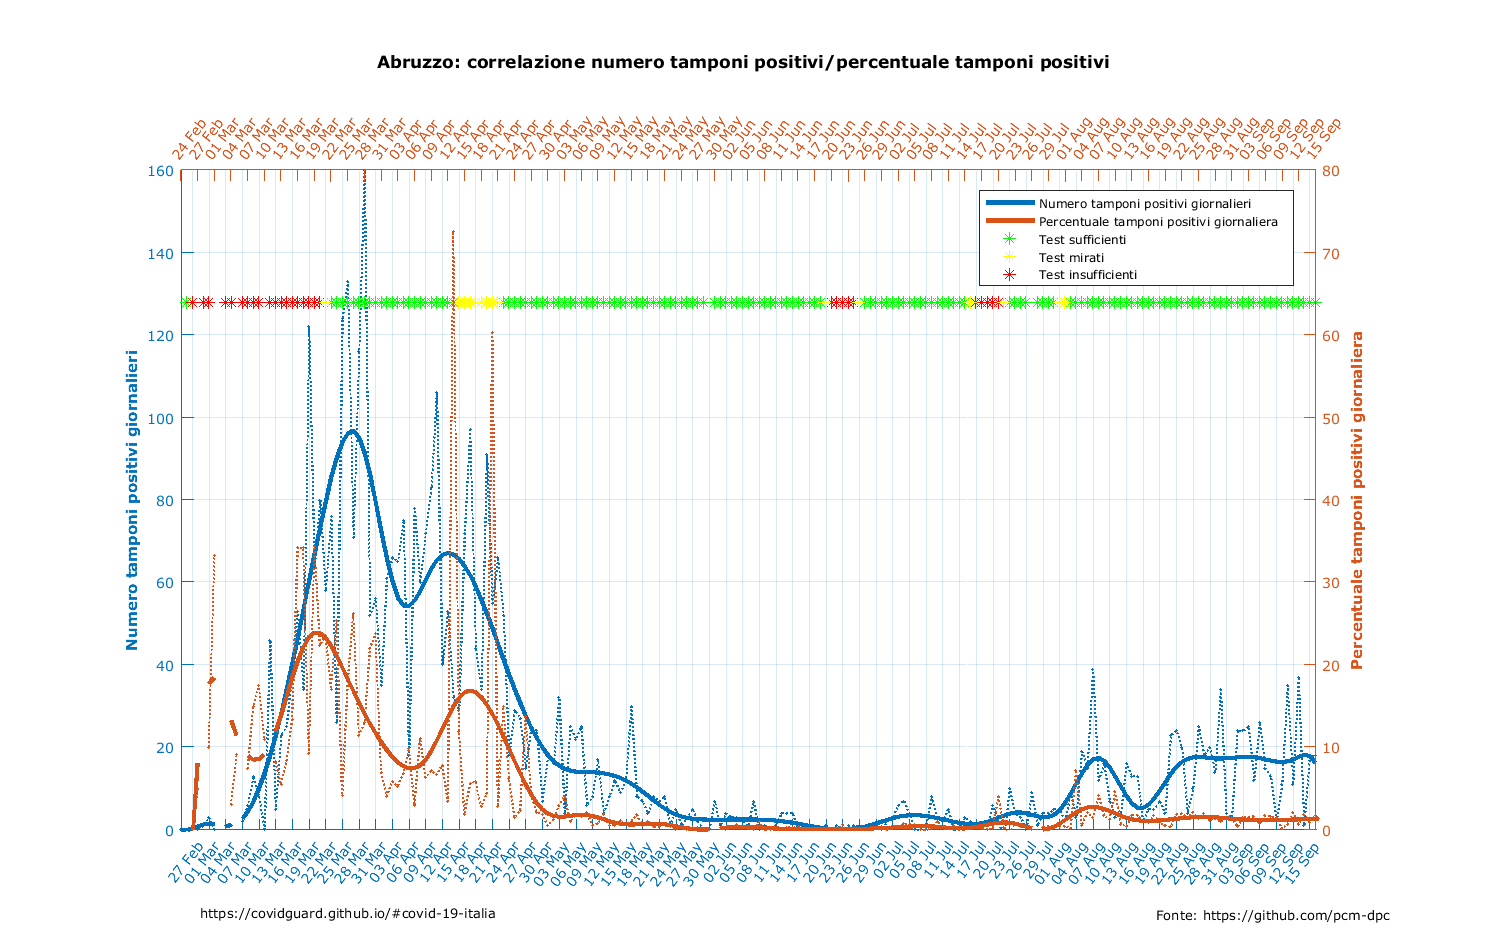 Abruzzo: correlazione numero tamponi positivi/percentuale tamponi positivi
24 Feb
27 Feb
01 Mar
04 Mar
07 Mar
10 Mar
13 Mar
16 Mar
19 Mar
22 Mar
25 Mar
28 Mar
31 Mar
03 Apr
06 Apr
09 Apr
12 Apr
15 Apr
18 Apr
21 Apr
24 Apr
27 Apr
30 Apr
03 May
06 May
09 May
12 May
15 May
18 May
21 May
24 May
27 May
30 May
02 Jun
05 Jun
08 Jun
11 Jun
14 Jun
17 Jun
20 Jun
23 Jun
26 Jun
29 Jun
02 Jul
05 Jul
08 Jul
11 Jul
14 Jul
17 Jul
20 Jul
23 Jul
26 Jul
29 Jul
01 Aug
04 Aug
07 Aug
10 Aug
13 Aug
16 Aug
19 Aug
22 Aug
25 Aug
28 Aug
31 Aug
03 Sep
06 Sep
09 Sep
12 Sep
15 Sep
160
140
120
100
80
60
40
20
0
Numero tamponi positivi giornalieri
Numero tamponi positivi giornalieri
Percentuale tamponi positivi giornaliera
Test sufficienti
Test mirati
Test insufficienti
80
70
60
50
40
30
20
10
0
Percentuale tamponi positivi giornaliera
27 Feb
01 Mar
04 Mar
07 Mar
10 Mar
13 Mar
16 Mar
19 Mar
22 Mar
25 Mar
28 Mar
31 Mar
03 Apr
06 Apr
09 Apr
12 Apr
15 Apr
18 Apr
21 Apr
24 Apr
27 Apr
30 Apr
03 May
06 May
09 May
12 May
15 May
18 May
21 May
24 May
27 May
30 May
02 Jun
05 Jun
08 Jun
11 Jun
14 Jun
17 Jun
20 Jun
23 Jun
26 Jun
29 Jun
02 Jul
05 Jul
08 Jul
11 Jul
14 Jul
17 Jul
20 Jul
23 Jul
26 Jul
29 Jul
01 Aug
04 Aug
07 Aug
10 Aug
13 Aug
16 Aug
19 Aug
22 Aug
25 Aug
28 Aug
31 Aug
03 Sep
06 Sep
09 Sep
12 Sep
15 Sep
https://covidguard.github.io/#covid-19-italia
Fonte: https://github.com/pcm-dpc